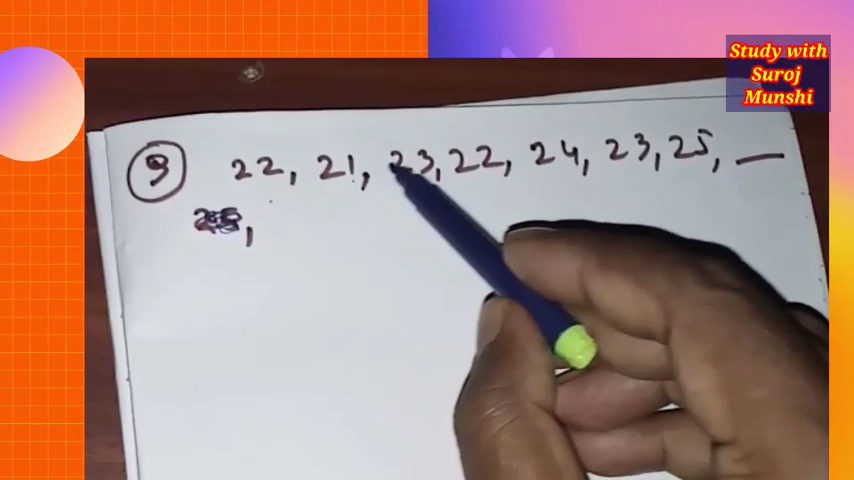 Study with
Suroj
Munshi
9 22, 21, 23, 22, 24, 23, 25, __
,